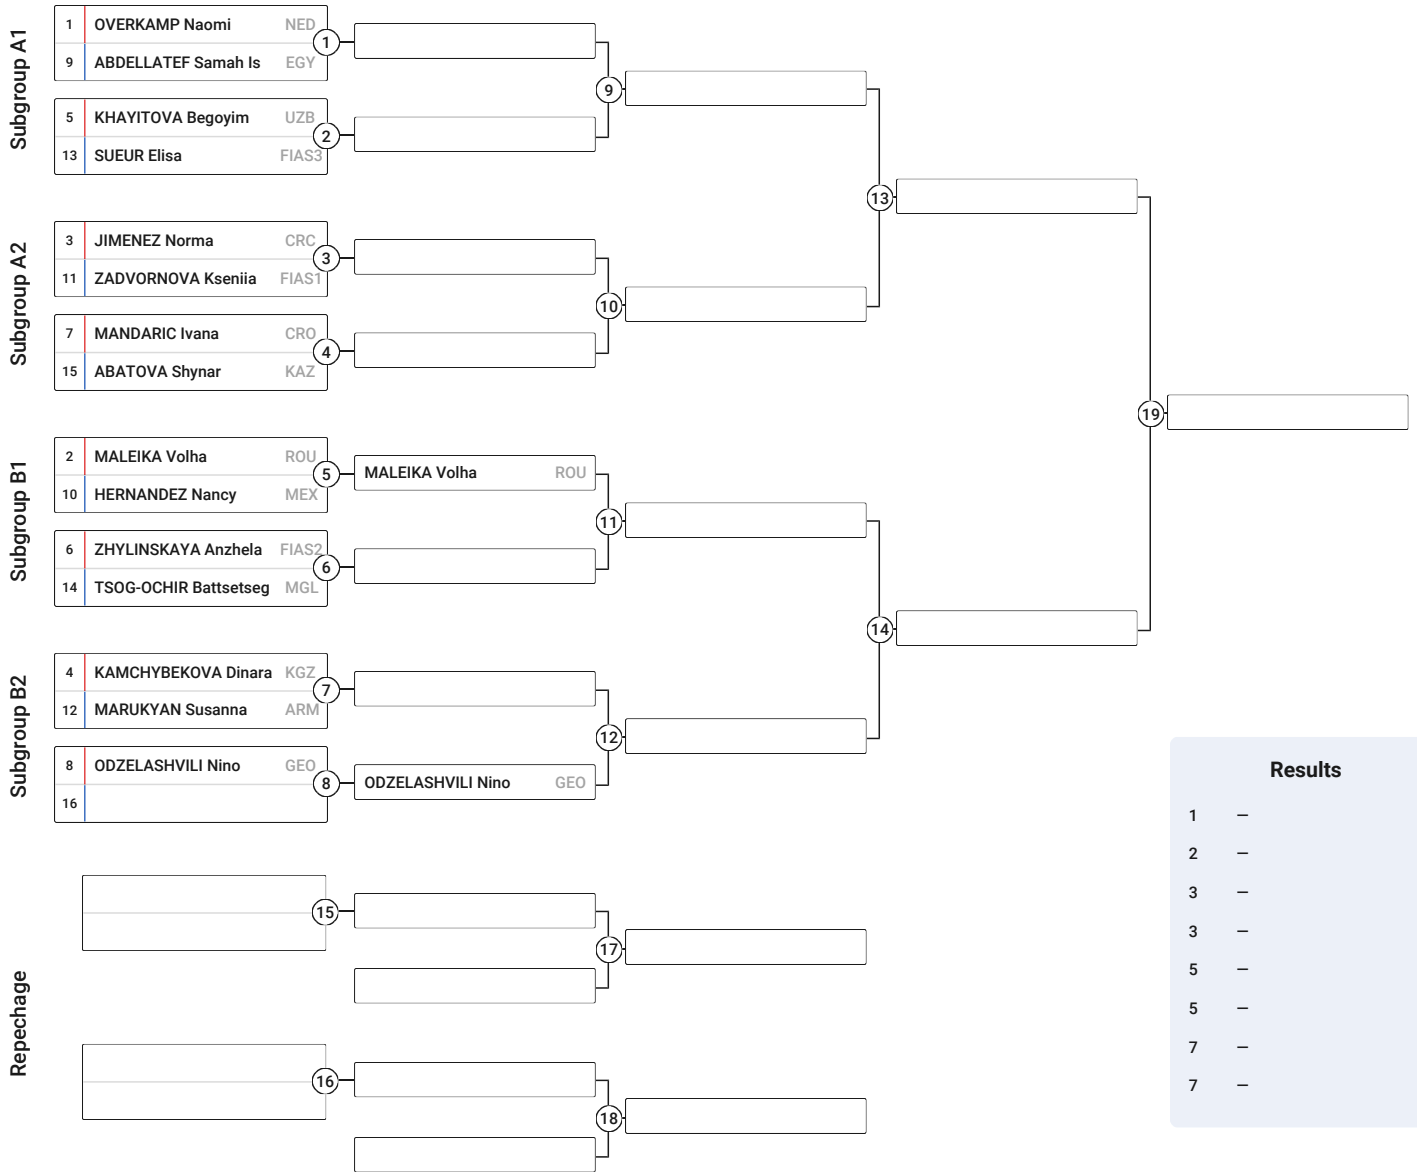 Subgroup A1
1 OVERKAMP Naomi NED
9 ABDELLATEF Samah Is EGY
1
5 KHAYITOVA Begoyim UZB
13 SUEUR Elisa FIAS3
2
9
Subgroup A2
3 JIMENEZ Norma CRC
11 ZADVORNOVA Kseniia FIAS1
3
7 MANDARIC Ivana CRO
15 ABATOVA Shynar KAZ
4
10
13
Subgroup B1
2 MALEIKA Volha ROU
10 HERNANDEZ Nancy MEX
5
MALEIKA Volha ROU
6 ZHYLINSKAYA Anzhela FIAS2
14 TSOG-OCHIR Battsetseg MGL
6
11
Subgroup B2
4 KAMCHYBEKOVA Dinara KGZ
12 MARUKYAN Susanna ARM
7
8 ODZELASHVILI Nino GEO
16
8
ODZELASHVILI Nino GEO
12
14
19
Repechage
15
17
16
18
Results
1 –
2 –
3 –
3 –
5 –
5 –
7 –
7 –